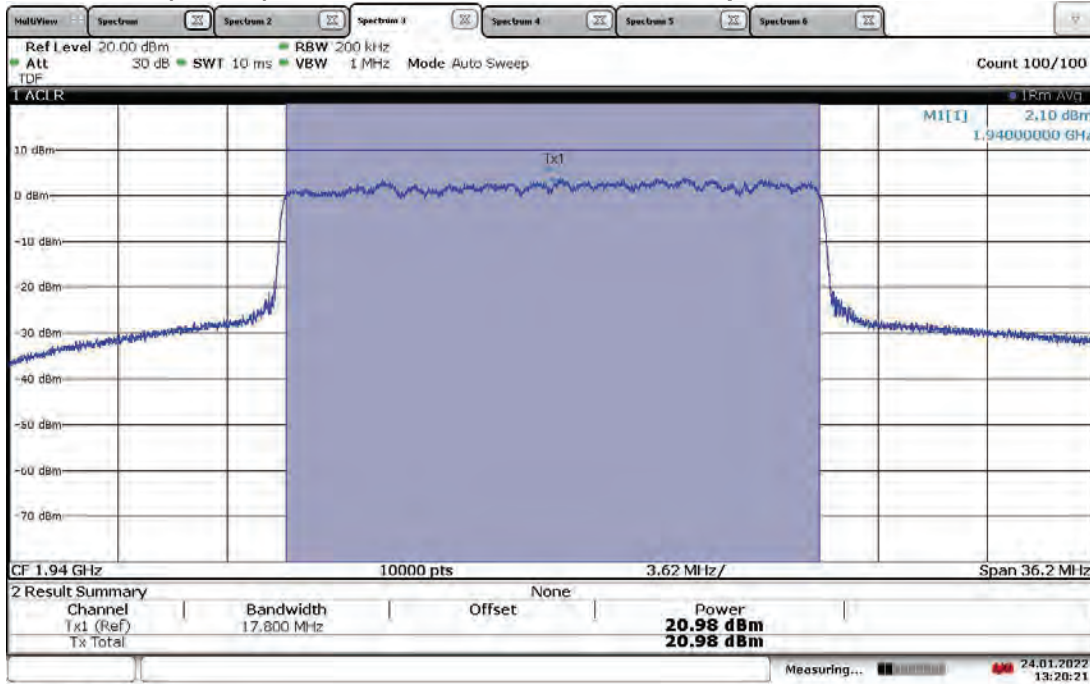 MultiView Spectrum Spectrum 2 Spectrum 3 Spectrum 4 Spectrum 5 Spectrum 6
Ref Level 20.00 dBm RBW 200 kHz
Att 30 dB SWT 10 ms VBW 1 MHz Mode Auto Sweep Count 100/100
TDF
1 ACLR 1Rm Avg
M1[1] 2.10 dBm
1.94000000 GHz
10 dBm
Tx1
0 dBm
-10 dBm
-20 dBm
-30 dBm
-40 dBm
-50 dBm
-60 dBm
-70 dBm
CF 1.94 GHz 10000 pts 3.62 MHz/ Span 36.2 MHz
2 Result Summary None
Channel Bandwidth Offset Power
Tx1 (Ref) 17.800 MHz 20.98 dBm
Tx Total 20.98 dBm
Measuring... 24.01.2022
13:20:21